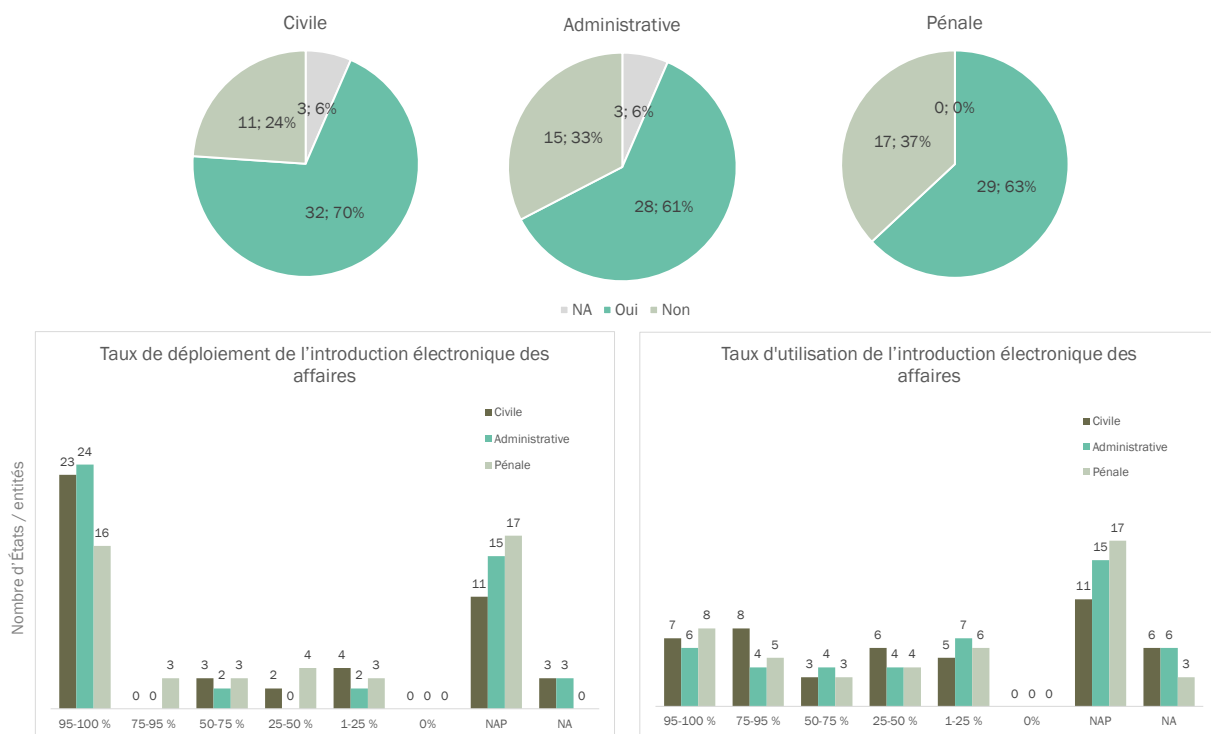 Civile
Administrative
Pénale
3; 6%
11; 24%
32; 70%
3; 6%
15; 33%
28; 61%
0; 0%
17; 37%
29; 63%
NA Oui Non
Taux de déploiement de l’introduction électronique des
affaires
Nombre d’États / entités
Civile
Administrative
Pénale
23 24 16
0 0 3
3 2 3
2 0 4
4 2 3
0 0 0
11 15 17
3 3 0
95-100 % 75-95 % 50-75 % 25-50 % 1-25 % 0% NAP NA
Taux d'utilisation de l’introduction électronique des
affaires
Civile
Administrative
Pénale
7 6 8
8 4 5
3 4 3
6 4 4
5 7 6
0 0 0
11 15 17
6 6 3
95-100 % 75-95 % 50-75 % 25-50 % 1-25 % 0% NAP NA